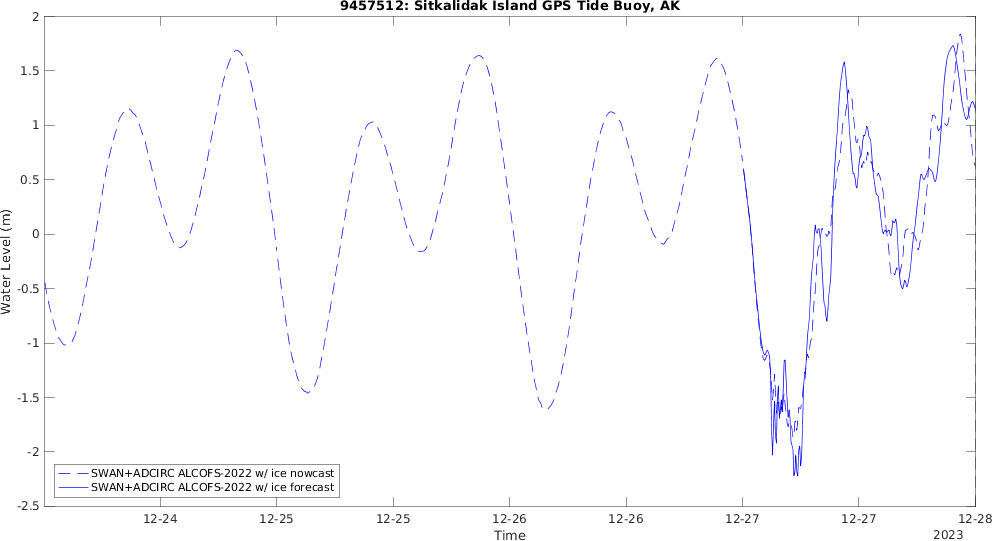 9457512: Sitkalidak Island GPS Tide Buoy, AK
2
1.5
1
0.5
0
-0.5
-1
-1.5
-2
-2.5
Water Level (m)
SWAN+ADCIRC ALCOFS-2022 w/ ice nowcast
SWAN+ADCIRC ALCOFS-2022 w/ ice forecast
12-24 12-25 12-25 12-26 12-26 12-27 12-27 12-28
Time
2023